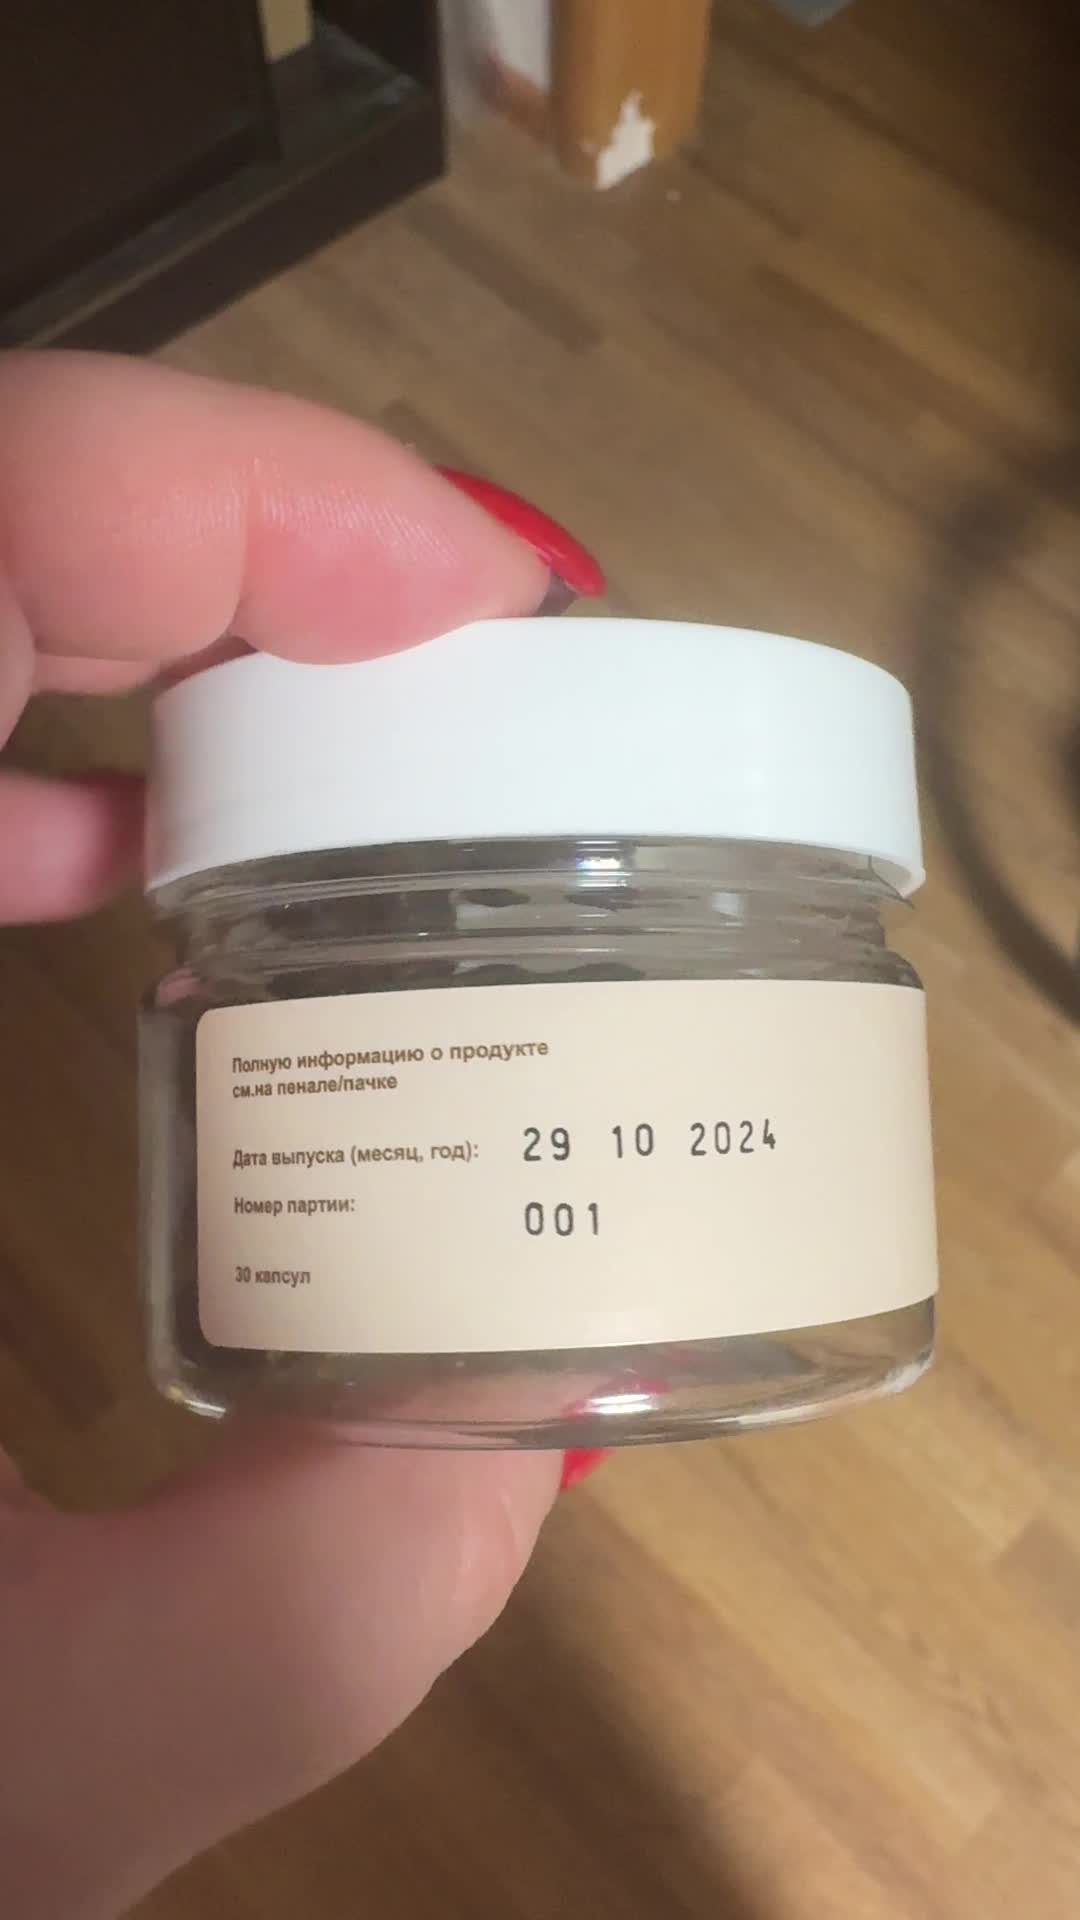 Полную информацию о продукте
см.на пенале/пачке
Дата выпуска (месяц, год): 29 10 2024
Номер партии: 001
30 капсул